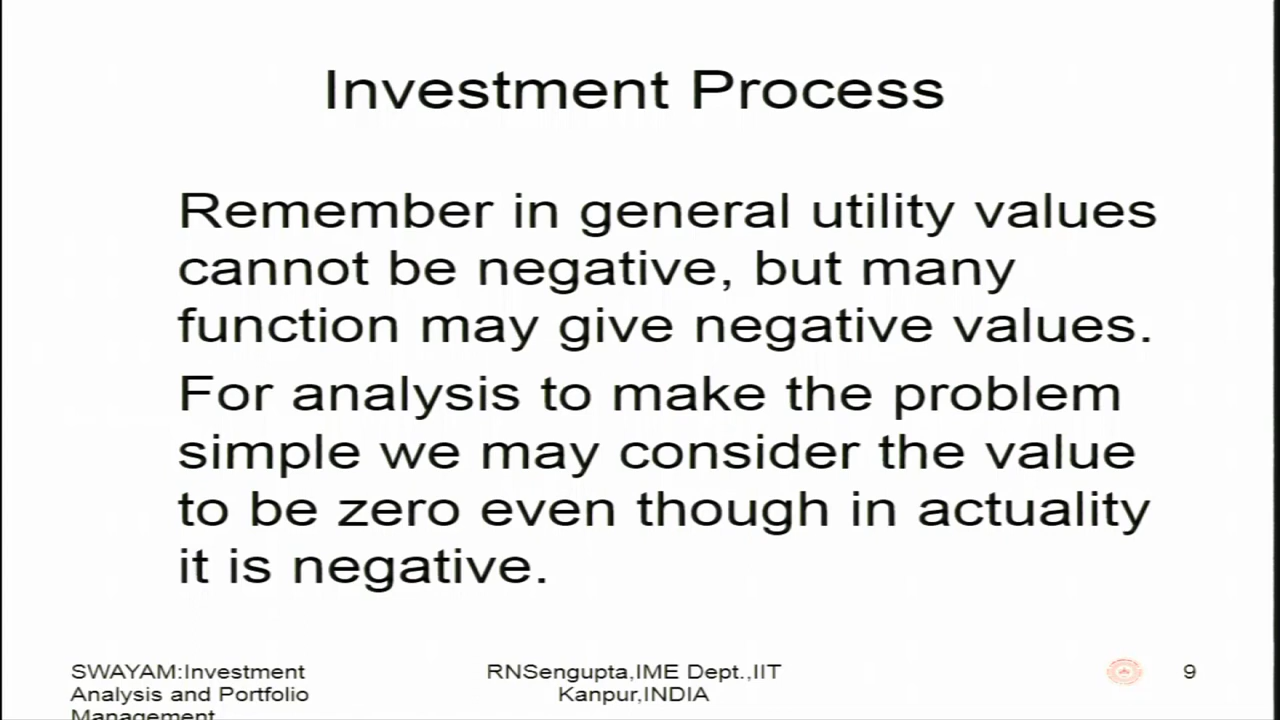 Investment Process
Remember in general utility values
cannot be negative, but many
function may give negative values.
For analysis to make the problem
simple we may consider the value
to be zero even though in actuality
it is negative.
SWAYAM:Investment
Analysis and Portfolio
Management
RNSengupta,IME Dept.,IIT
Kanpur,INDIA
9